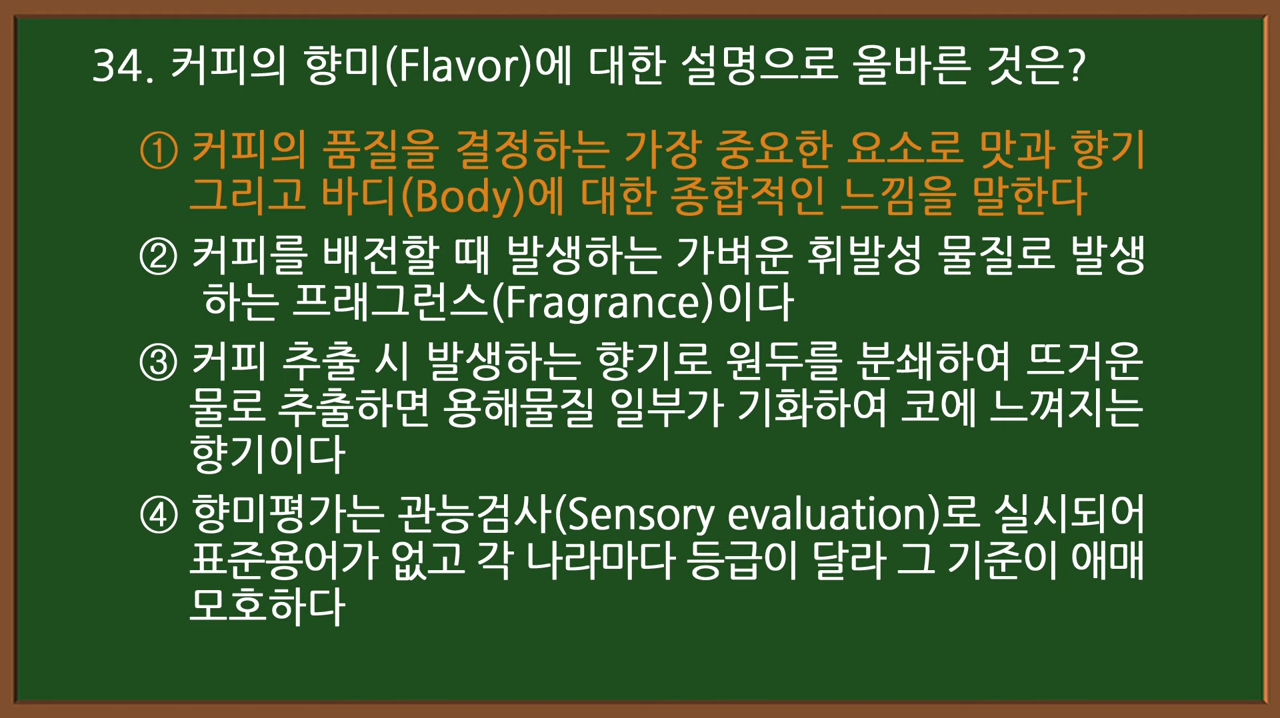 34. 커피의 향미(Flavor)에 대한 설명으로 올바른 것은?
① 커피의 품질을 결정하는 가장 중요한 요소로 맛과 향기
그리고 바디(Body)에 대한 종합적인 느낌을 말한다
② 커피를 배전할 때 발생하는 가벼운 휘발성 물질로 발생
하는 프래그런스(Fragrance)이다
③ 커피 추출 시 발생하는 향기로 원두를 분쇄하여 뜨거운
물로 추출하면 용해물질 일부가 기화하여 코에 느껴지는
향기이다
④ 향미평가는 관능검사(Sensory evaluation)로 실시되어
표준용어가 없고 각 나라마다 등급이 달라 그 기준이 애매
모호하다